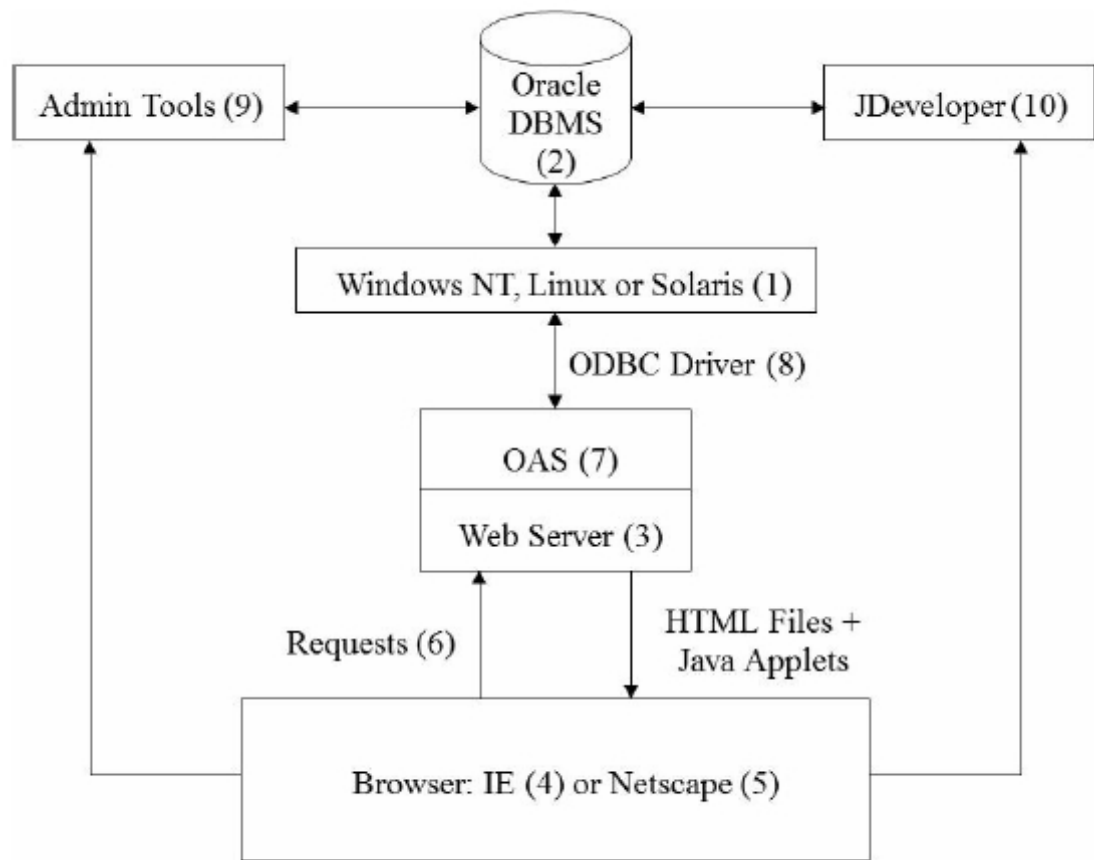 Admin Tools (9)
Oracle
DBMS
(2)
JDeveloper (10)
Windows NT, Linux or Solaris (1)
ODBC Driver (8)
OAS (7)
Web Server (3)
Requests (6)
HTML Files +
Java Applets
Browser: IE (4) or Netscape (5)